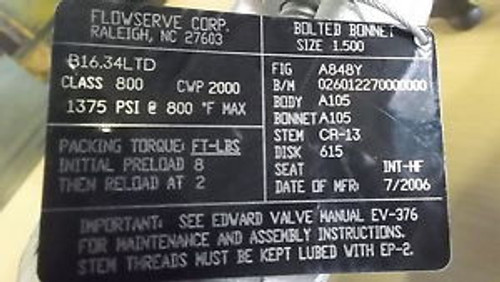 FLOWSERVE CORP.
RALEIGH, NC 27603
B16.34LTD
CLASS 800 CWP 2000
1375 PSI @ 800 °F MAX
PACKING TORQUE: FT-LBS
INITIAL PRELOAD 8
THEN RELOAD AT 2
BOLTED BONNET
SIZE 1.500
FIG A848Y
B/M 026012270000000
BODY A105
BONNET A105
STEM CR-13
DISK 615
SEAT INT-HF
DATE OF MFR: 7/2006
IMPORTANT: SEE EDWARD VALVE MANUAL EV-376
FOR MAINTENANCE AND ASSEMBLY INSTRUCTIONS.
STEM THREADS MUST BE KEPT LUBED WITH EP-2.